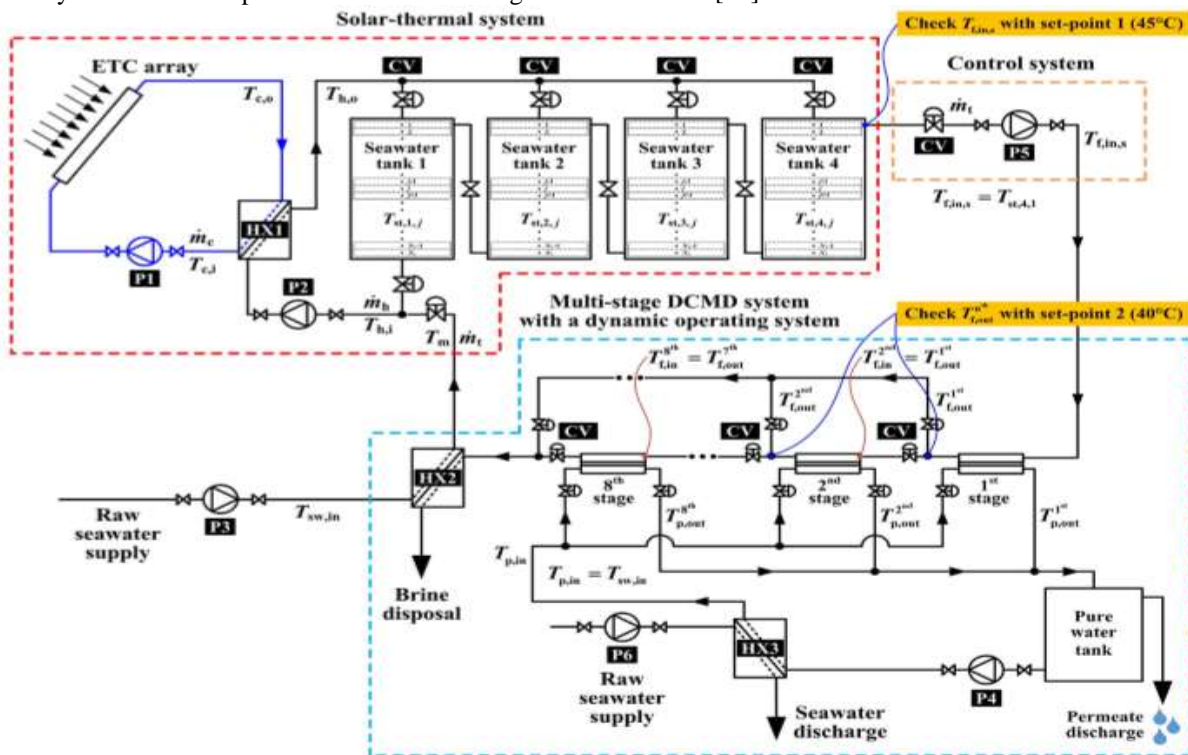 Solar-thermal system
Check T_f,in,s with set-point 1 (45°C)
ETC array
CV
CV
CV
CV
Control system
T_c,o
T_h,o
ṁ_t
Seawater tank 1
Seawater tank 2
Seawater tank 3
Seawater tank 4
CV
P5
T_f,in,s
T_st,1,j
T_st,2,j
T_st,3,j
T_st,4,j
T_f,in,s = T_st,4,1
HX1
ṁ_c
P1
T_c,i
P2
ṁ_h
T_h,i
T_m
ṁ_t
Multi-stage DCMD system
with a dynamic operating system
Check T_f,out^nth with set-point 2 (40°C)
T_f,in^8th = T_f,out^7th
T_f,in^2nd = T_f,out^1st
T_f,out^2nd
T_f,out^1st
CV
CV
CV
HX2
8th stage
2nd stage
1st stage
P3
Raw seawater supply
T_sw,in
T_p,out^8th
T_p,out^2nd
T_p,out^1st
T_p,in
T_p,in = T_sw,in
Brine disposal
Pure water tank
P6
HX3
P4
Raw seawater supply
Seawater discharge
Permeate discharge